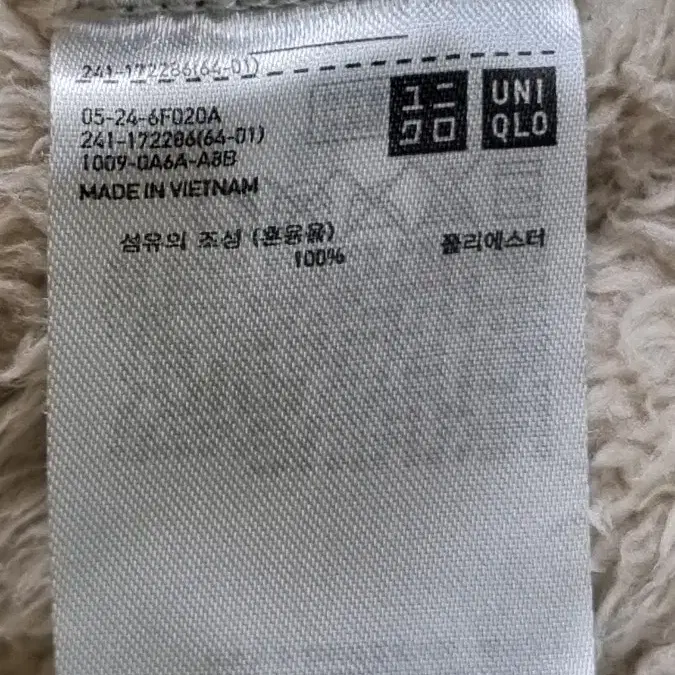 241-172286(64-01)
05-24-6F020A
241-172286(64-01)
1009-0A6A-A8B
MADE IN VIETNAM
ユニ
クロ
UNI
QLO
섬유의 조성 (혼용율)
폴리에스터
100%